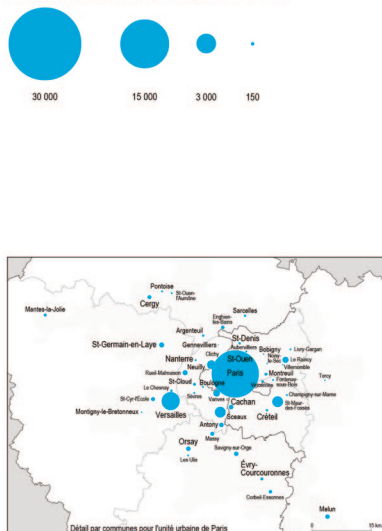 30 000
15 000
3 000
150
Pontoise
St-Ouen-
l'Aumône
Cergy
Mantes-la-Jolie
Sarcelles
Enghien-
les-Bains
Argenteuil
St-Denis
St-Germain-en-Laye
Gennevilliers
Aubervilliers
Bobigny
Livry-Gargan
Clichy
Noisy-
le-Sec
St-Ouen
Le Raincy
Nanterre
Villemomble
Neuilly
Paris
Rueil-Malmaison
Montreuil
Torcy
St-Cloud
Boulogne
Vincennes
Fontenay-
sous-Bois
Le Chesnay
Sèvres
Vanves
Champigny-sur-Marne
St-Cyr-l'École
Cachan
St-Maur-
des-Fossés
Montigny-le-Bretonneux
Versailles
Sceaux
Créteil
Antony
Massy
Orsay
Savigny-sur-Orge
Les Ulis
Évry-
Courcouronnes
Corbeil-Essonnes
Melun
Détail par communes pour l'unité urbaine de Paris
0
10 km